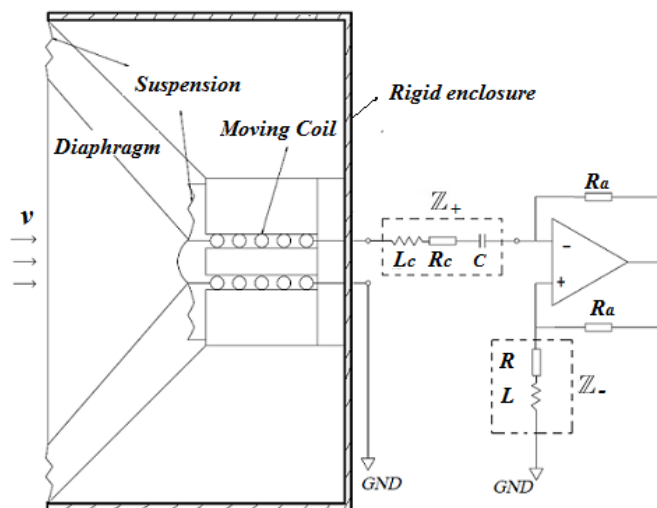 Suspension
Rigid enclosure
Moving Coil
Diaphragm
v
ℤ+
Ra
Lc Rc C
−
+
Ra
R
L
ℤ-
GND
GND